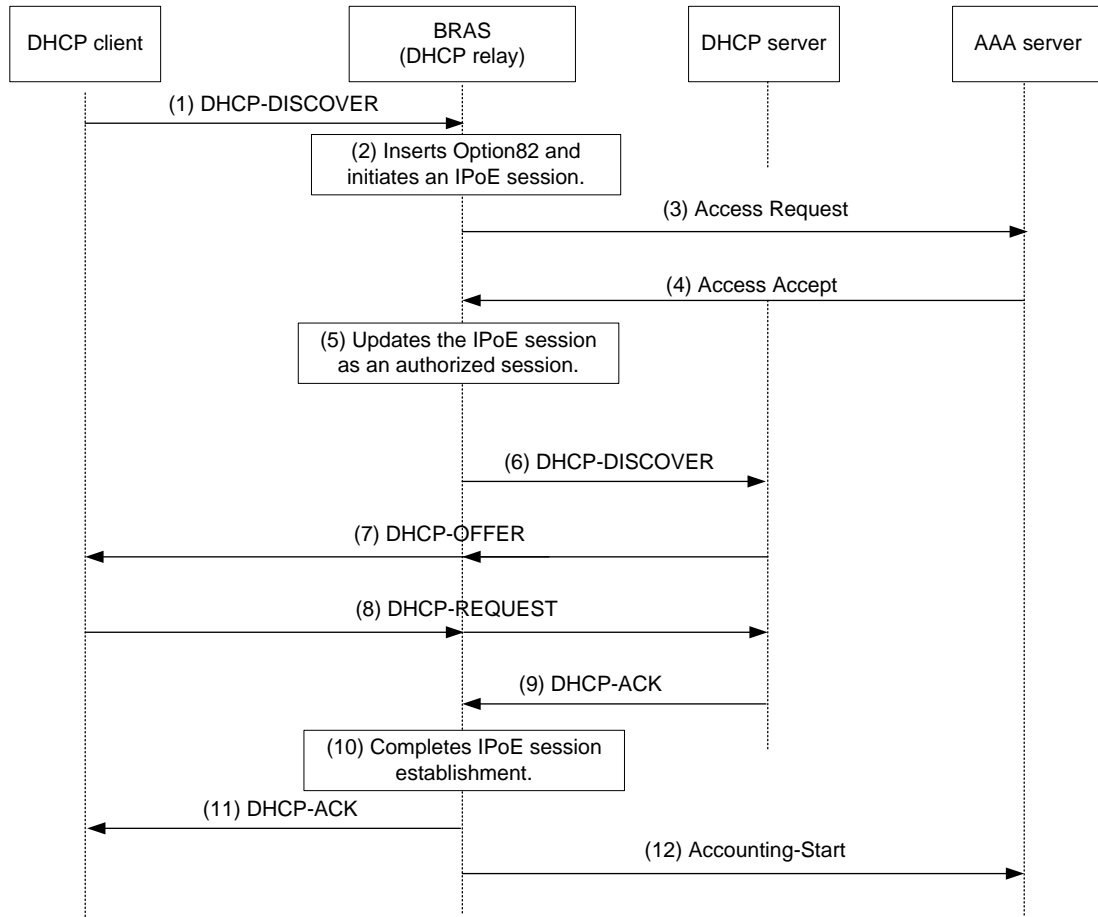 DHCP client
BRAS
(DHCP relay)
DHCP server
AAA server
(1) DHCP-DISCOVER
(2) Inserts Option82 and
initiates an IPoE session.
(3) Access Request
(4) Access Accept
(5) Updates the IPoE session
as an authorized session.
(6) DHCP-DISCOVER
(7) DHCP-OFFER
(8) DHCP-REQUEST
(9) DHCP-ACK
(10) Completes IPoE session
establishment.
(11) DHCP-ACK
(12) Accounting-Start